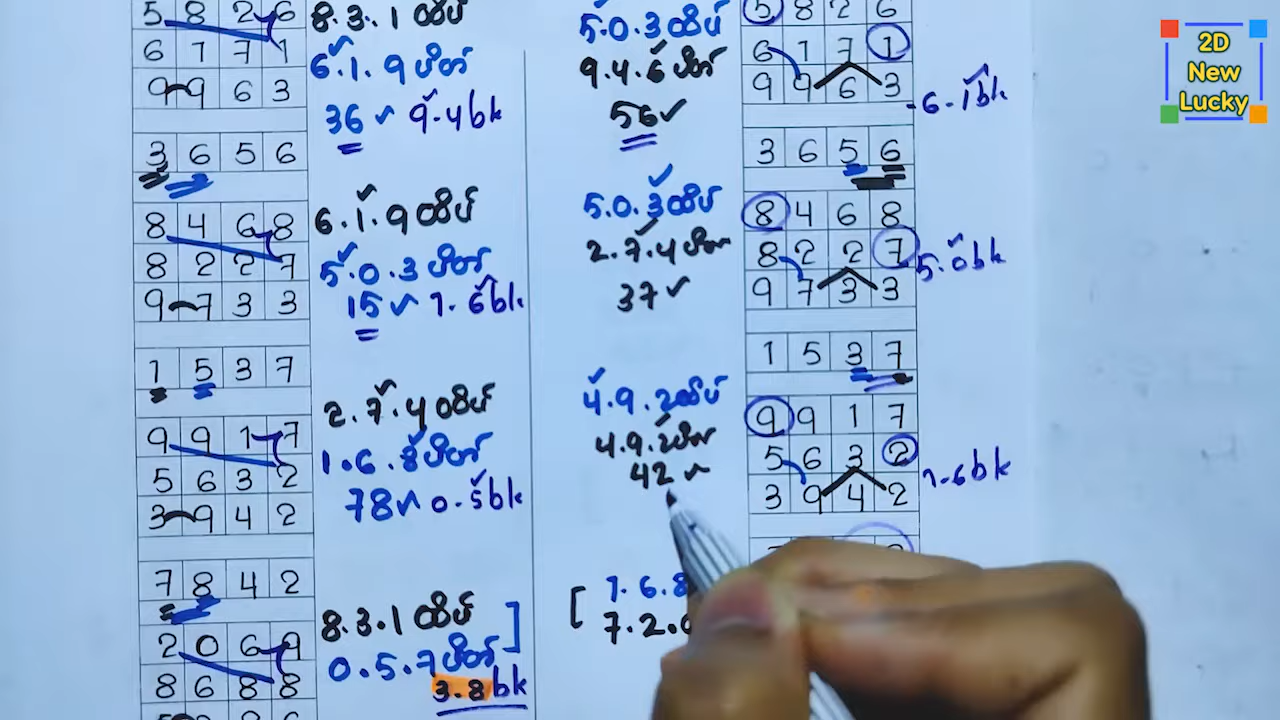 5 8 2 6
6 1 7 1
9 9 6 3
3 6 5 6
8 4 6 8
8 2 2 7
9 7 3 3
1 5 3 7
9 9 1 7
5 6 3 2
3 9 4 2
7 8 4 2
2 0 6 9
8 6 8 8
8.3.1 ထိပ်
6.1.9 ပိတ်
36 9.4bk
6.1.9 ထိပ်
5.0.3 ပိတ်
15 1.6bk
2.7.4 ထိပ်
1.6.8 ပိတ်
78 0.5bk
8.3.1 ထိပ်
0.5.7 ပိတ်
3.8bk
5.0.3 ထိပ်
9.4.6 ပိတ်
56
5.0.3 ထိပ်
2.7.4 ပိတ်
37
4.9.2 ထိပ်
4.9.2 ပိတ်
42
[ 1.6.8
7.2.0
5 8 2 6
6 1 7 1
9 9 6 3
6-1bk
3 6 5 6
8 4 6 8
8 2 2 7
5.0bk
9 7 3 3
1 5 3 7
9 9 1 7
5 6 3 2
1-6bk
3 9 4 2
2D
New
Lucky